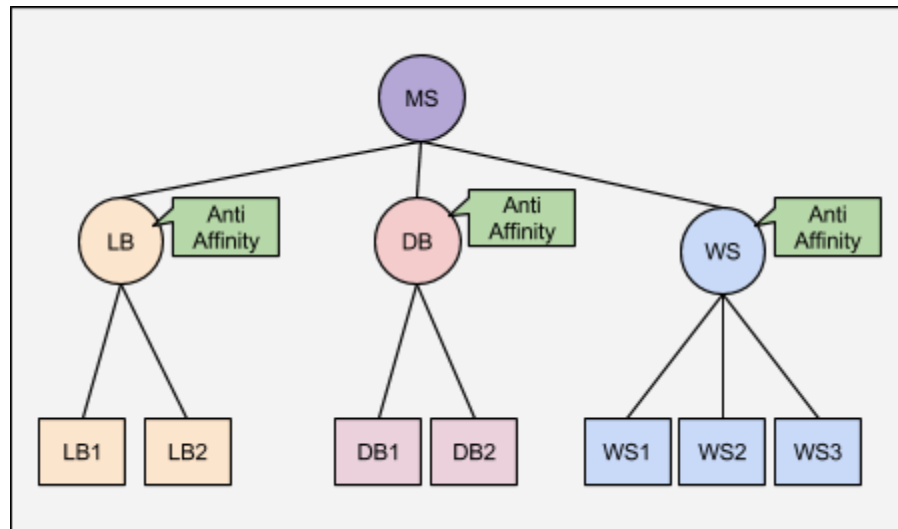 MS
LB
Anti
Affinity
DB
Anti
Affinity
WS
Anti
Affinity
LB1
LB2
DB1
DB2
WS1
WS2
WS3